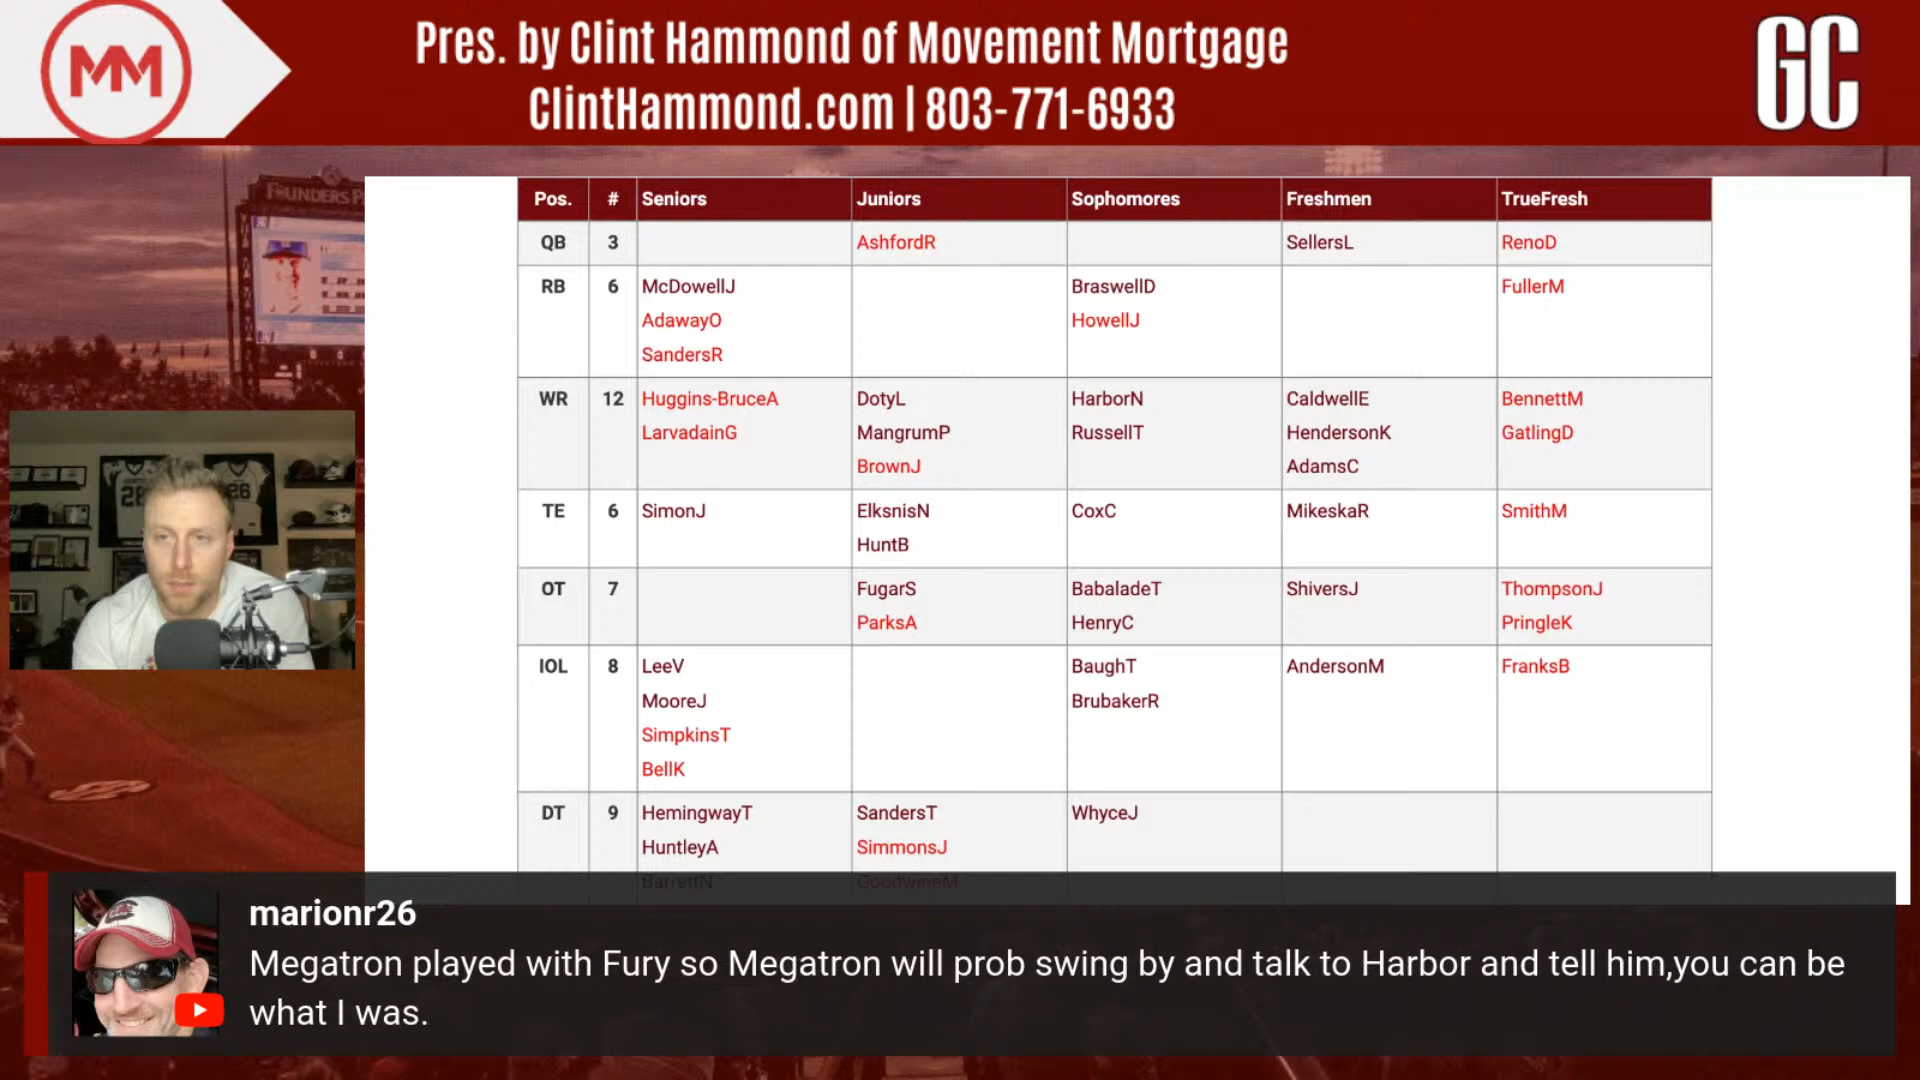 MM
Pres. by Clint Hammond of Movement Mortgage
ClintHammond.com | 803-771-6933
GC
FOUNDERS PA
26
Pos. # Seniors Juniors Sophomores Freshmen TrueFresh
QB 3 AshfordR SellersL RenoD
RB 6 McDowellJ BraswellD FullerM
AdawayO HowellJ
SandersR
WR 12 Huggins-BruceA DotyL HarborN CaldwellE BennettM
LarvadainG MangrumP RussellT HendersonK GatlingD
BrownJ AdamsC
TE 6 SimonJ ElksnisN CoxC MikeskaR SmithM
HuntB
OT 7 FugarS BabaladeT ShiversJ ThompsonJ
ParksA HenryC PringleK
IOL 8 LeeV BaughT AndersonM FranksB
MooreJ BrubakerR
SimpkinsT
BellK
DT 9 HemingwayT SandersT WhyceJ
HuntleyA SimmonsJ
BarrettN GoodwineM
marionr26
Megatron played with Fury so Megatron will prob swing by and talk to Harbor and tell him,you can be
what I was.